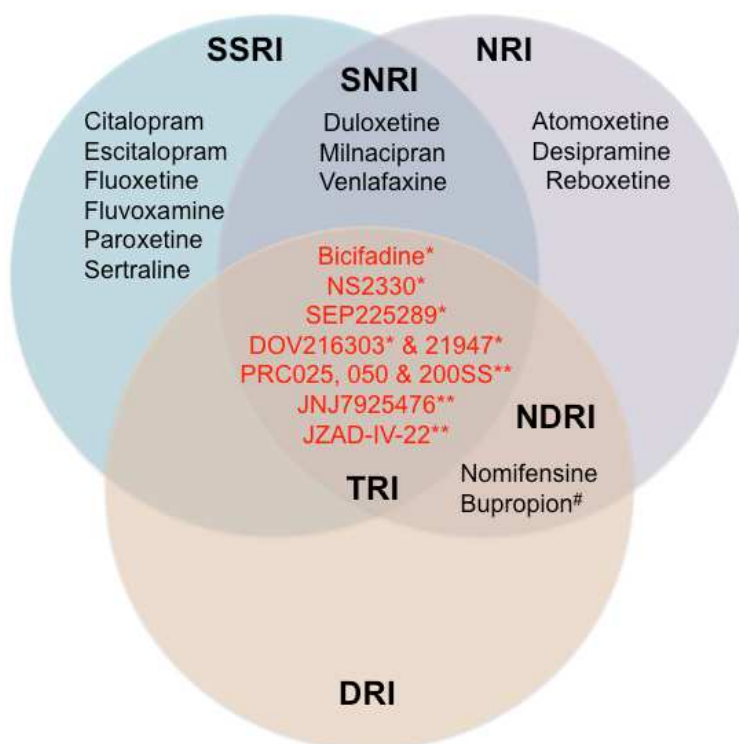 SSRI
Citalopram
Escitalopram
Fluoxetine
Fluvoxamine
Paroxetine
Sertraline
SNRI
Duloxetine
Milnacipran
Venlafaxine
NRI
Atomoxetine
Desipramine
Reboxetine
Bicifadine*
NS2330*
SEP225289*
DOV216303* & 21947*
PRC025, 050 & 200SS**
JNJ7925476**
JZAD-IV-22**
TRI
NDRI
Nomifensine
Bupropion#
DRI